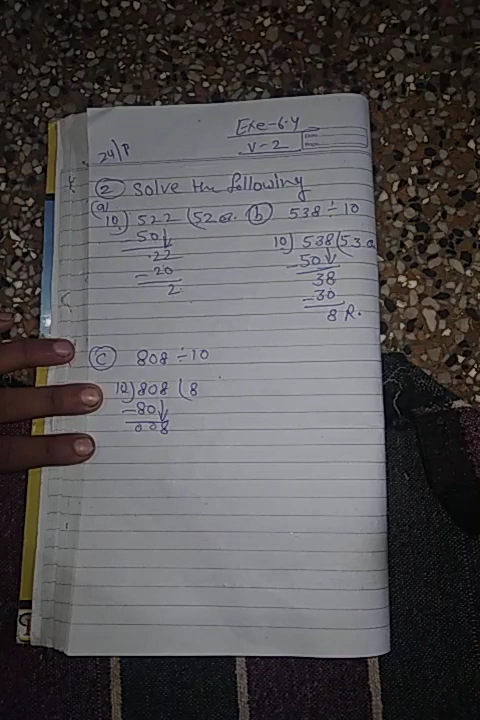 Exe-6.4
24|P
V-2
② Solve the following
(a) 10) 522 (52 Q.
-50
22
-20
2
(b) 538 ÷ 10
10) 538 (53 Q
-50
38
-30
8 R.
(c) 808 ÷ 10
10) 808 (8
-80
008